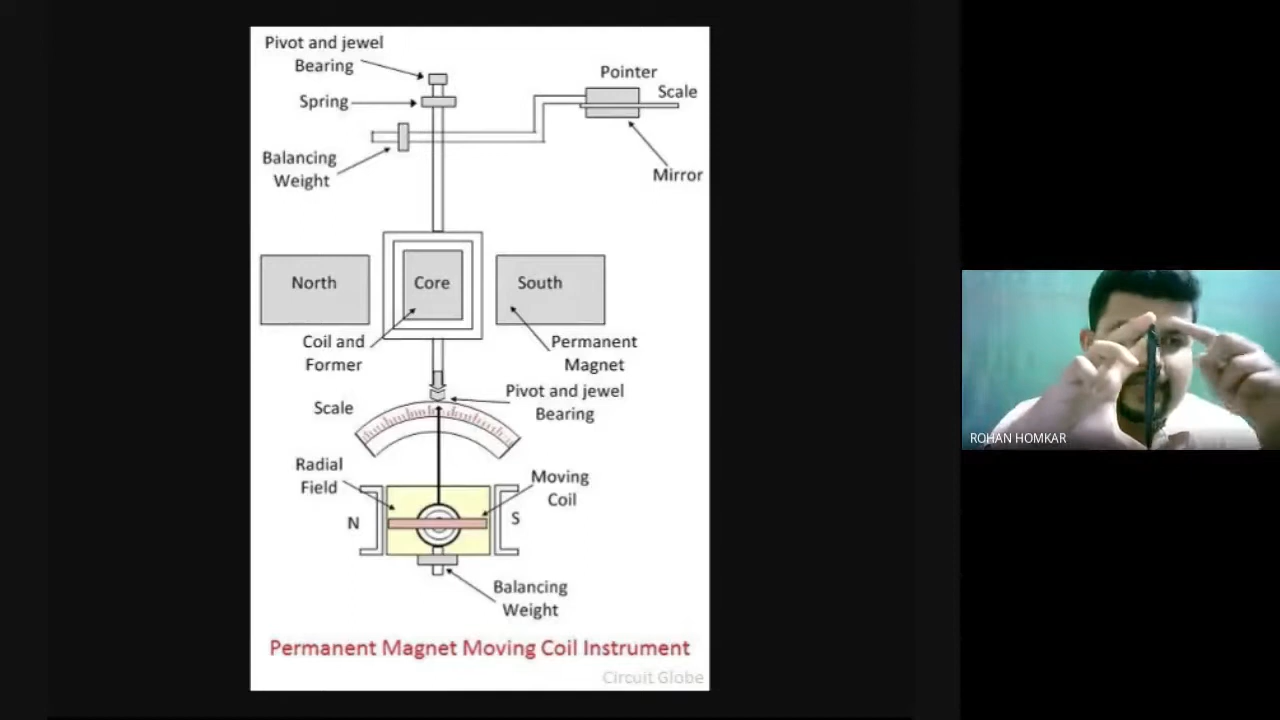 Pivot and jewel
Bearing
Spring
Balancing
Weight
Pointer
Scale
Mirror
North
Core
South
Coil and
Former
Permanent
Magnet
Pivot and jewel
Bearing
Scale
Radial
Field
Moving
Coil
N
S
Balancing
Weight
Permanent Magnet Moving Coil Instrument
Circuit Globe
ROHAN HOMKAR